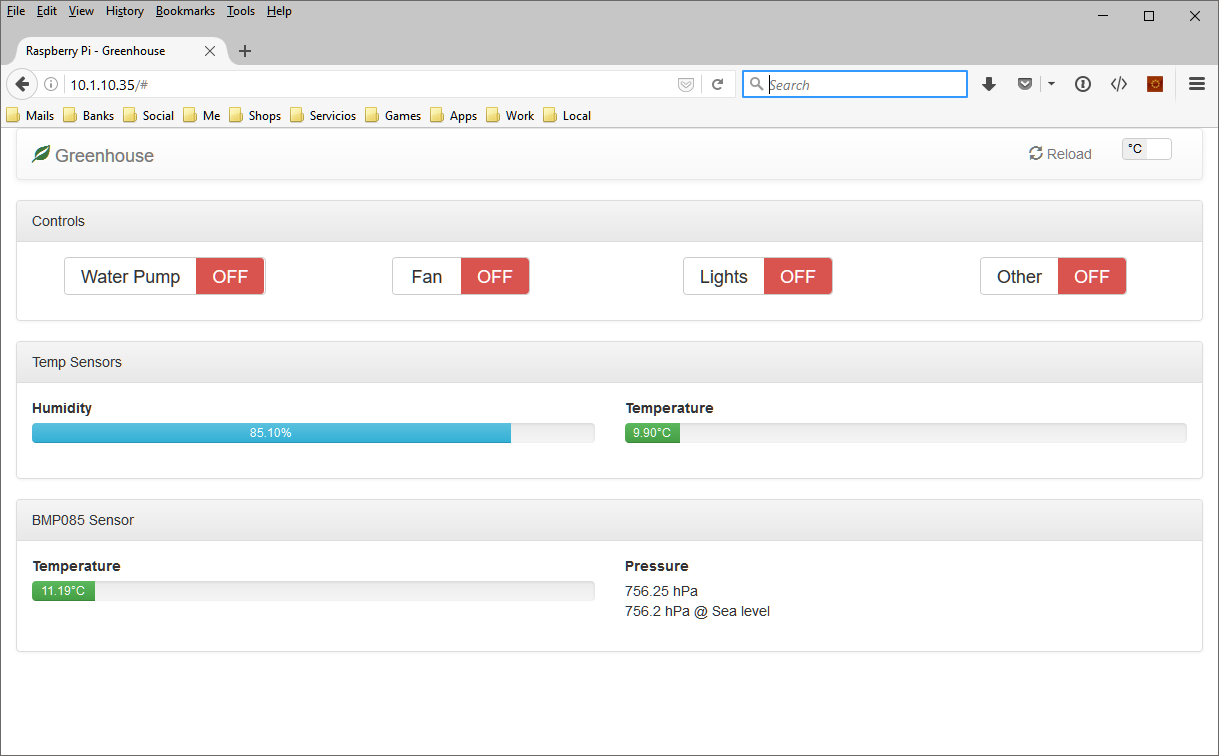 File Edit View History Bookmarks Tools Help
Raspberry Pi - Greenhouse
10.1.10.35/#
Search
Mails Banks Social Me Shops Servicios Games Apps Work Local
Greenhouse
Reload
°C
Controls
Water Pump OFF
Fan OFF
Lights OFF
Other OFF
Temp Sensors
Humidity
85.10%
Temperature
9.90°C
BMP085 Sensor
Temperature
11.19°C
Pressure
756.25 hPa
756.2 hPa @ Sea level